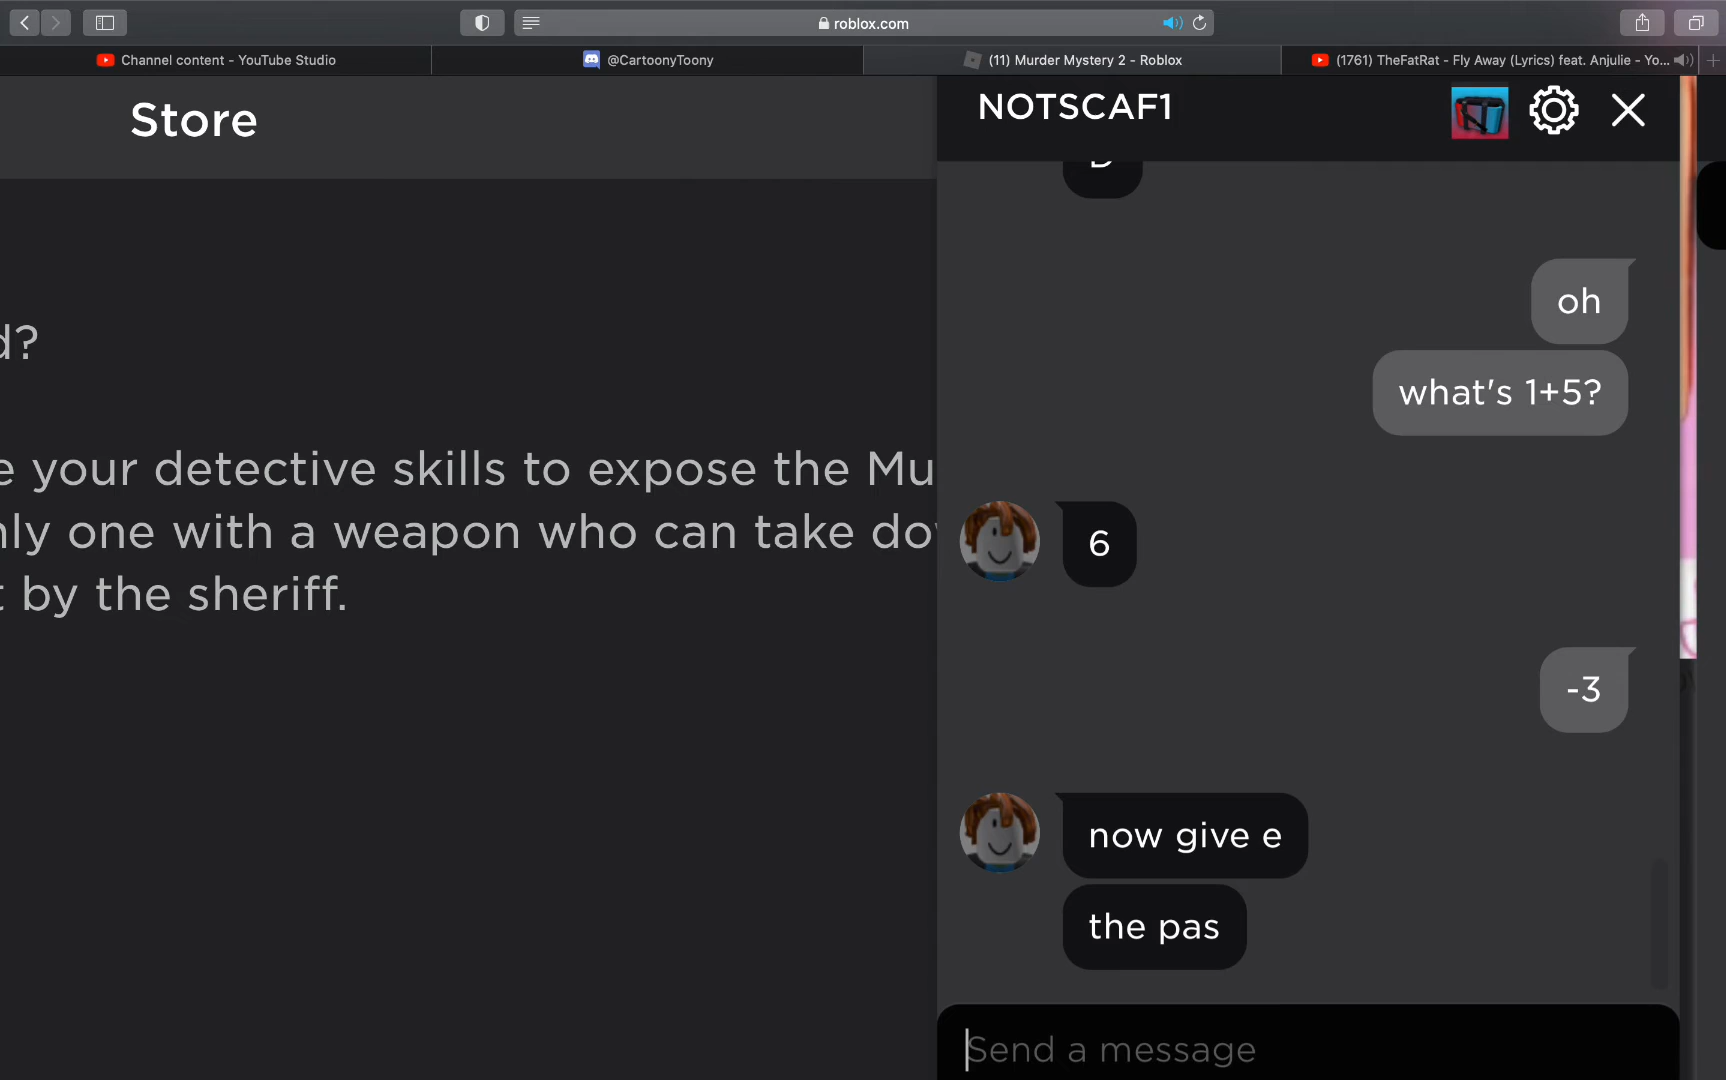 roblox.com
Channel content - YouTube Studio
@CartoonyToony
(11) Murder Mystery 2 - Roblox
(1761) TheFatRat - Fly Away (Lyrics) feat. Anjulie - Yo...
Store
d?
e your detective skills to expose the Mu
nly one with a weapon who can take do
t by the sheriff.
NOTSCAF1
D
oh
what's 1+5?
6
-3
now give e
the pas
Send a message